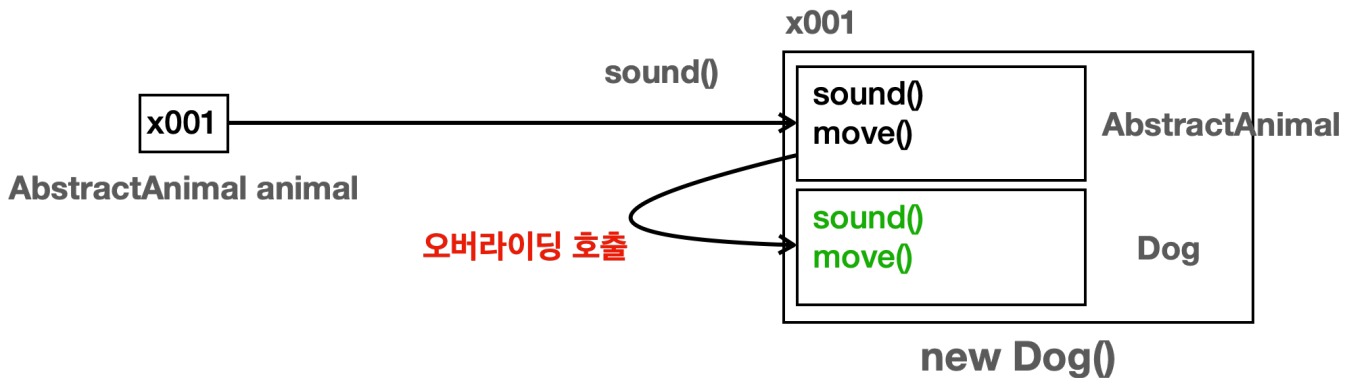 x001
sound()
sound()
move()
AbstractAnimal
x001
AbstractAnimal animal
오버라이딩 호출
sound()
move()
Dog
new Dog()